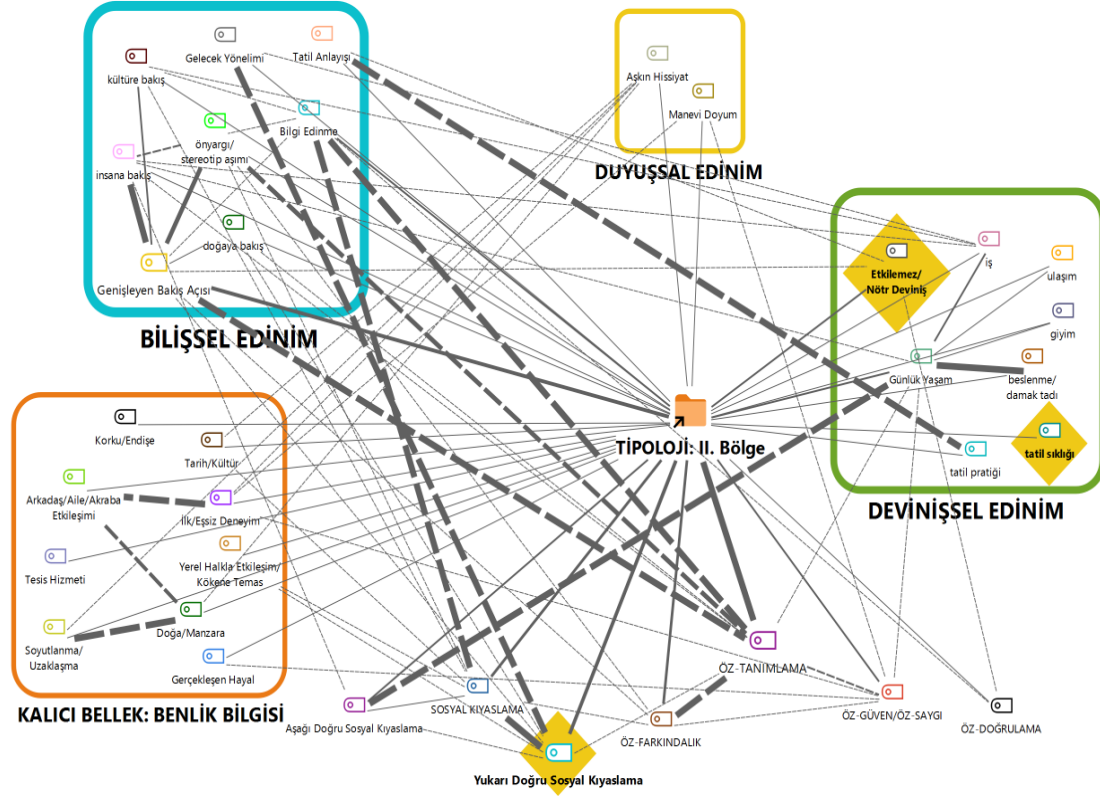 Gelecek Yönelimi
Tatil Anlayışı
kültüre bakış
Bilgi Edinme
önyargı/
stereotip aşımı
insana bakış
doğaya bakış
Genişleyen Bakış Açısı
BİLİŞSEL EDİNİM
Aşkın Hissiyat
Manevi Doyum
DUYUŞSAL EDİNİM
iş
Etkilemez/
Nötr Deviniş
ulaşım
giyim
Günlük Yaşam
beslenme/
damak tadı
tatil sıklığı
tatil pratiği
DEVİNİŞSEL EDİNİM
TİPOLOJİ: II. Bölge
Korku/Endişe
Tarih/Kültür
Arkadaş/Aile/Akraba
Etkileşimi
İlk/Eşsiz Deneyim
Tesis Hizmeti
Yerel Halkla Etkileşim/
Kökene Temas
Soyutlanma/
Uzaklaşma
Doğa/Manzara
Gerçekleşen Hayal
KALICI BELLEK: BENLİK BİLGİSİ
Aşağı Doğru Sosyal Kıyaslama
SOSYAL KIYASLAMA
Yukarı Doğru Sosyal Kıyaslama
ÖZ-FARKINDALIK
ÖZ-TANIMLAMA
ÖZ-GÜVEN/ÖZ-SAYGI
ÖZ-DOĞRULAMA